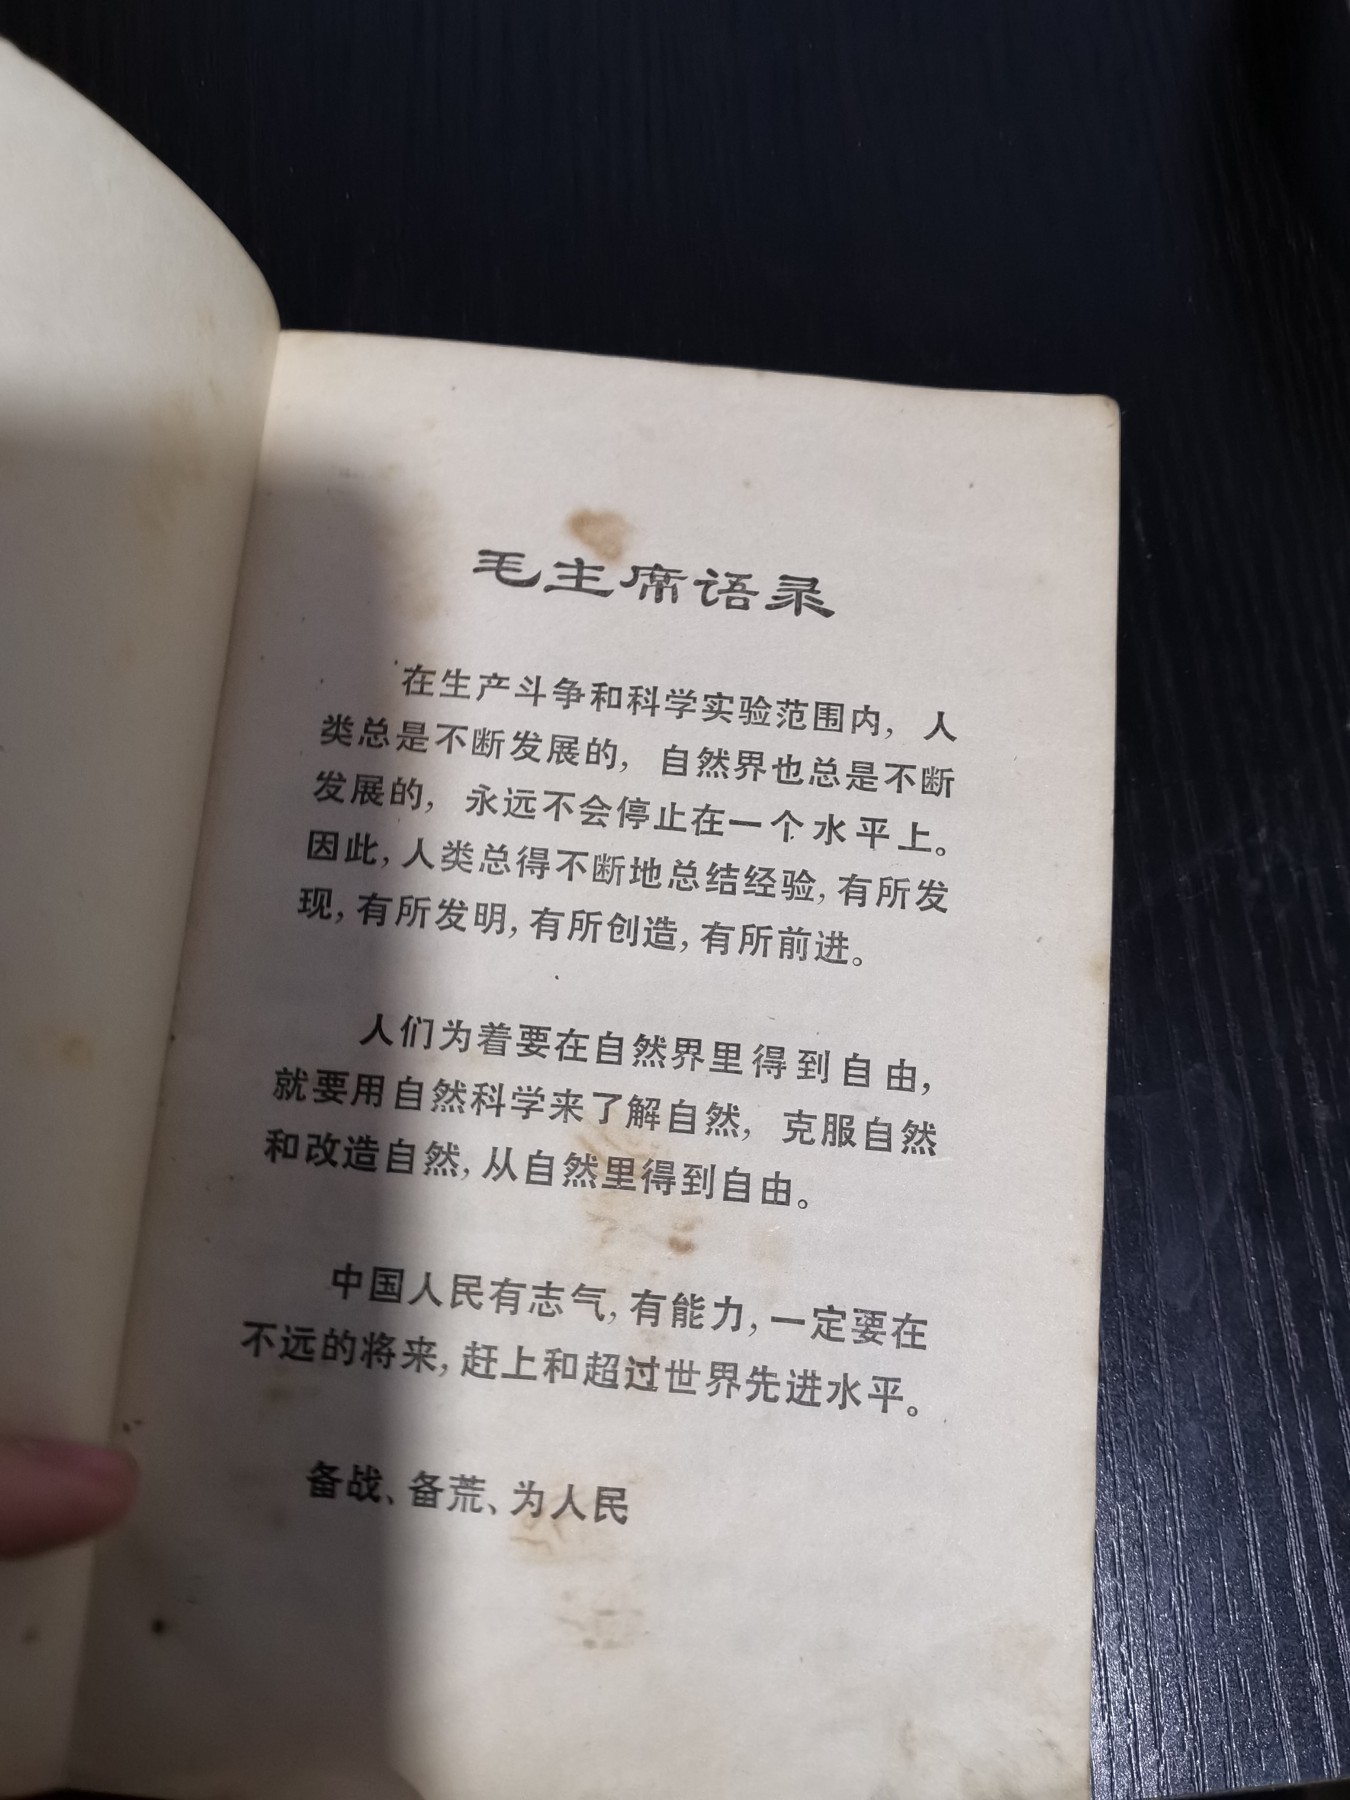 毛主席语录
在生产斗争和科学实验范围内，人
类总是不断发展的，自然界也总是不断
发展的，永远不会停止在一个水平上。
因此，人类总得不断地总结经验，有所发
现，有所发明，有所创造，有所前进。
人们为着要在自然界里得到自由，
就要用自然科学来了解自然，克服自然
和改造自然，从自然里得到自由。
中国人民有志气，有能力，一定要在
不远的将来，赶上和超过世界先进水平。
备战、备荒、为人民